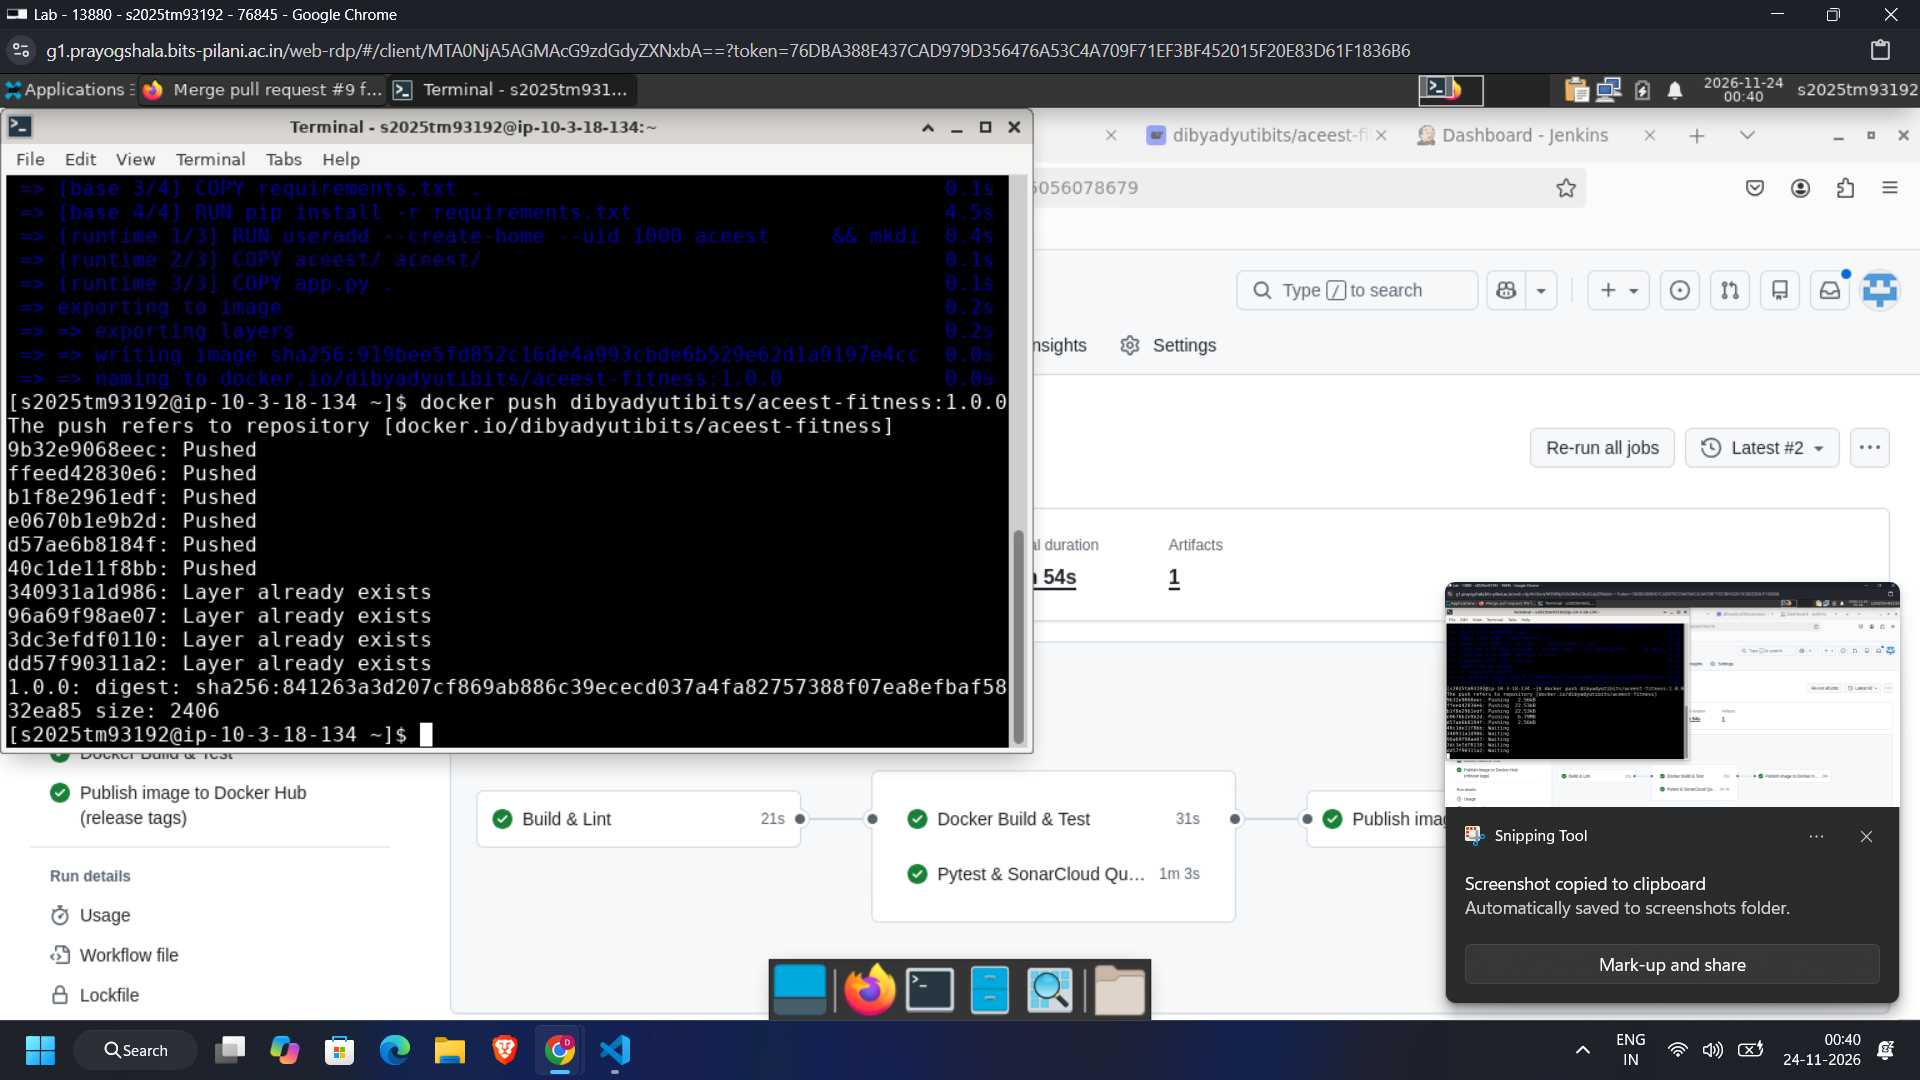 Lab - 13880 - s2025tm93192 - 76845 - Google Chrome
g1.prayogshala.bits-pilani.ac.in/web-rdp/#/client/MTA0NjA5AGMAcG9zdGdyZXNxbA==?token=76DBA388E437CAD979D356476A53C4A709F71EF3BF452015F20E83D61F1836B6
Applications
Merge pull request #9 f...
Terminal - s2025tm931...
2026-11-24
00:40
s2025tm93192
Terminal - s2025tm93192@ip-10-3-18-134:~
File Edit View Terminal Tabs Help
=> [base 3/4] COPY requirements.txt . 0.1s
=> [base 4/4] RUN pip install -r requirements.txt 4.5s
=> [runtime 1/3] RUN useradd --create-home --uid 1000 aceest && mkdi 0.4s
=> [runtime 2/3] COPY aceest/ aceest/ 0.1s
=> [runtime 3/3] COPY app.py . 0.1s
=> exporting to image 0.2s
=> => exporting layers 0.2s
=> => writing image sha256:919bee5fd852c16de4a993cbde6b529e62d1a9197e4cc 0.0s
=> => naming to docker.io/dibyadyutibits/aceest-fitness:1.0.0 0.0s
[s2025tm93192@ip-10-3-18-134 ~]$ docker push dibyadyutibits/aceest-fitness:1.0.0
The push refers to repository [docker.io/dibyadyutibits/aceest-fitness]
9b32e9068eec: Pushed
ffeed42830e6: Pushed
b1f8e2961edf: Pushed
e0670b1e9b2d: Pushed
d57ae6b8184f: Pushed
40c1de11f8bb: Pushed
340931a1d986: Layer already exists
96a69f98ae07: Layer already exists
3dc3efdf0110: Layer already exists
dd57f90311a2: Layer already exists
1.0.0: digest: sha256:841263a3d207cf869ab886c39ececd037a4fa82757388f07ea8efbaf58
32ea85 size: 2406
[s2025tm93192@ip-10-3-18-134 ~]$
dibyadyutibits/aceest-fi
Dashboard - Jenkins
5056078679
Type / to search
nsights
Settings
Re-run all jobs
Latest #2
al duration
54s
Artifacts
1
Docker Build & Test
Publish image to Docker Hub
(release tags)
Run details
Usage
Workflow file
Lockfile
Build & Lint 21s
Docker Build & Test 31s
Pytest & SonarCloud Qu... 1m 3s
Publish imag
Snipping Tool
Screenshot copied to clipboard
Automatically saved to screenshots folder.
Mark-up and share
Search
ENG
IN
00:40
24-11-2026